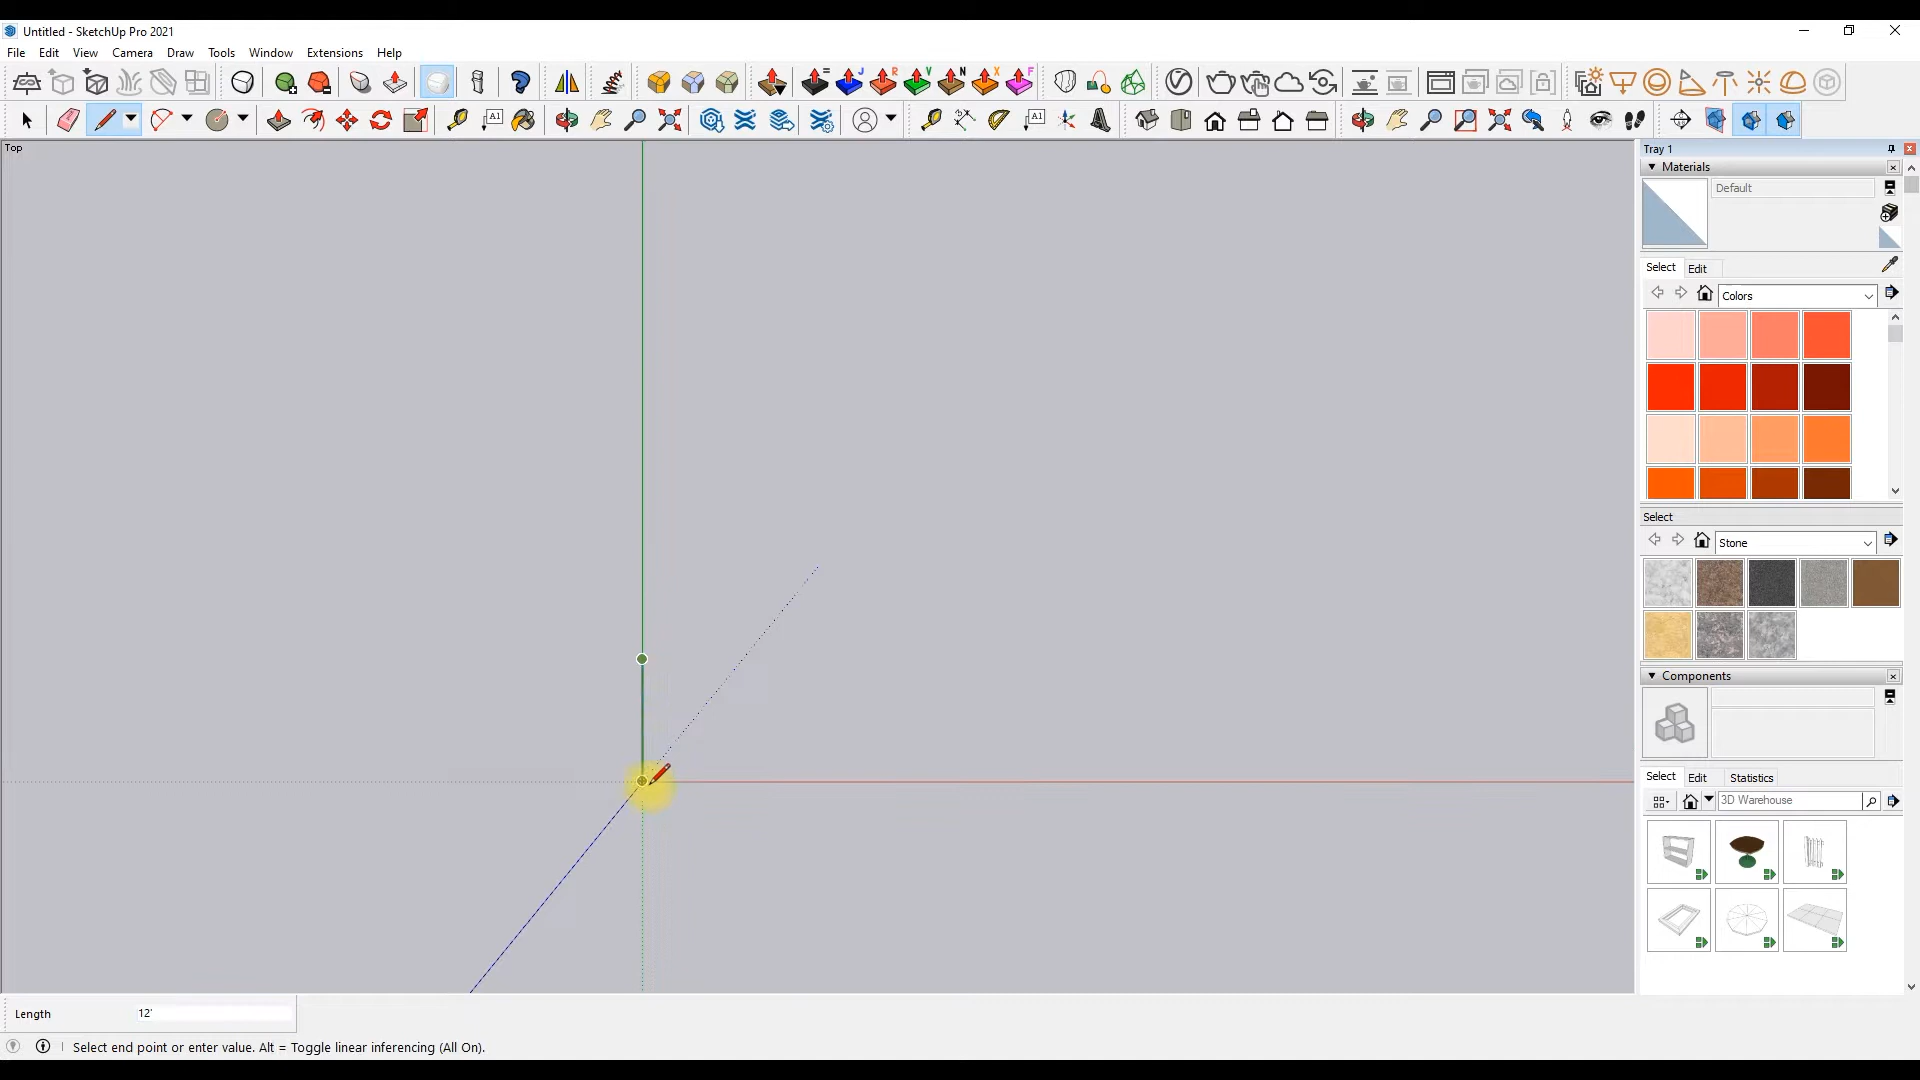 Untitled - SketchUp Pro 2021
File Edit View Camera Draw Tools Window Extensions Help
= J R V N X F
A1 A1
Top
Tray 1
Materials
Default
Select Edit
Colors
Select
Stone
Components
Select Edit Statistics
3D Warehouse
Length 12'
Select end point or enter value. Alt = Toggle linear inferencing (All On).